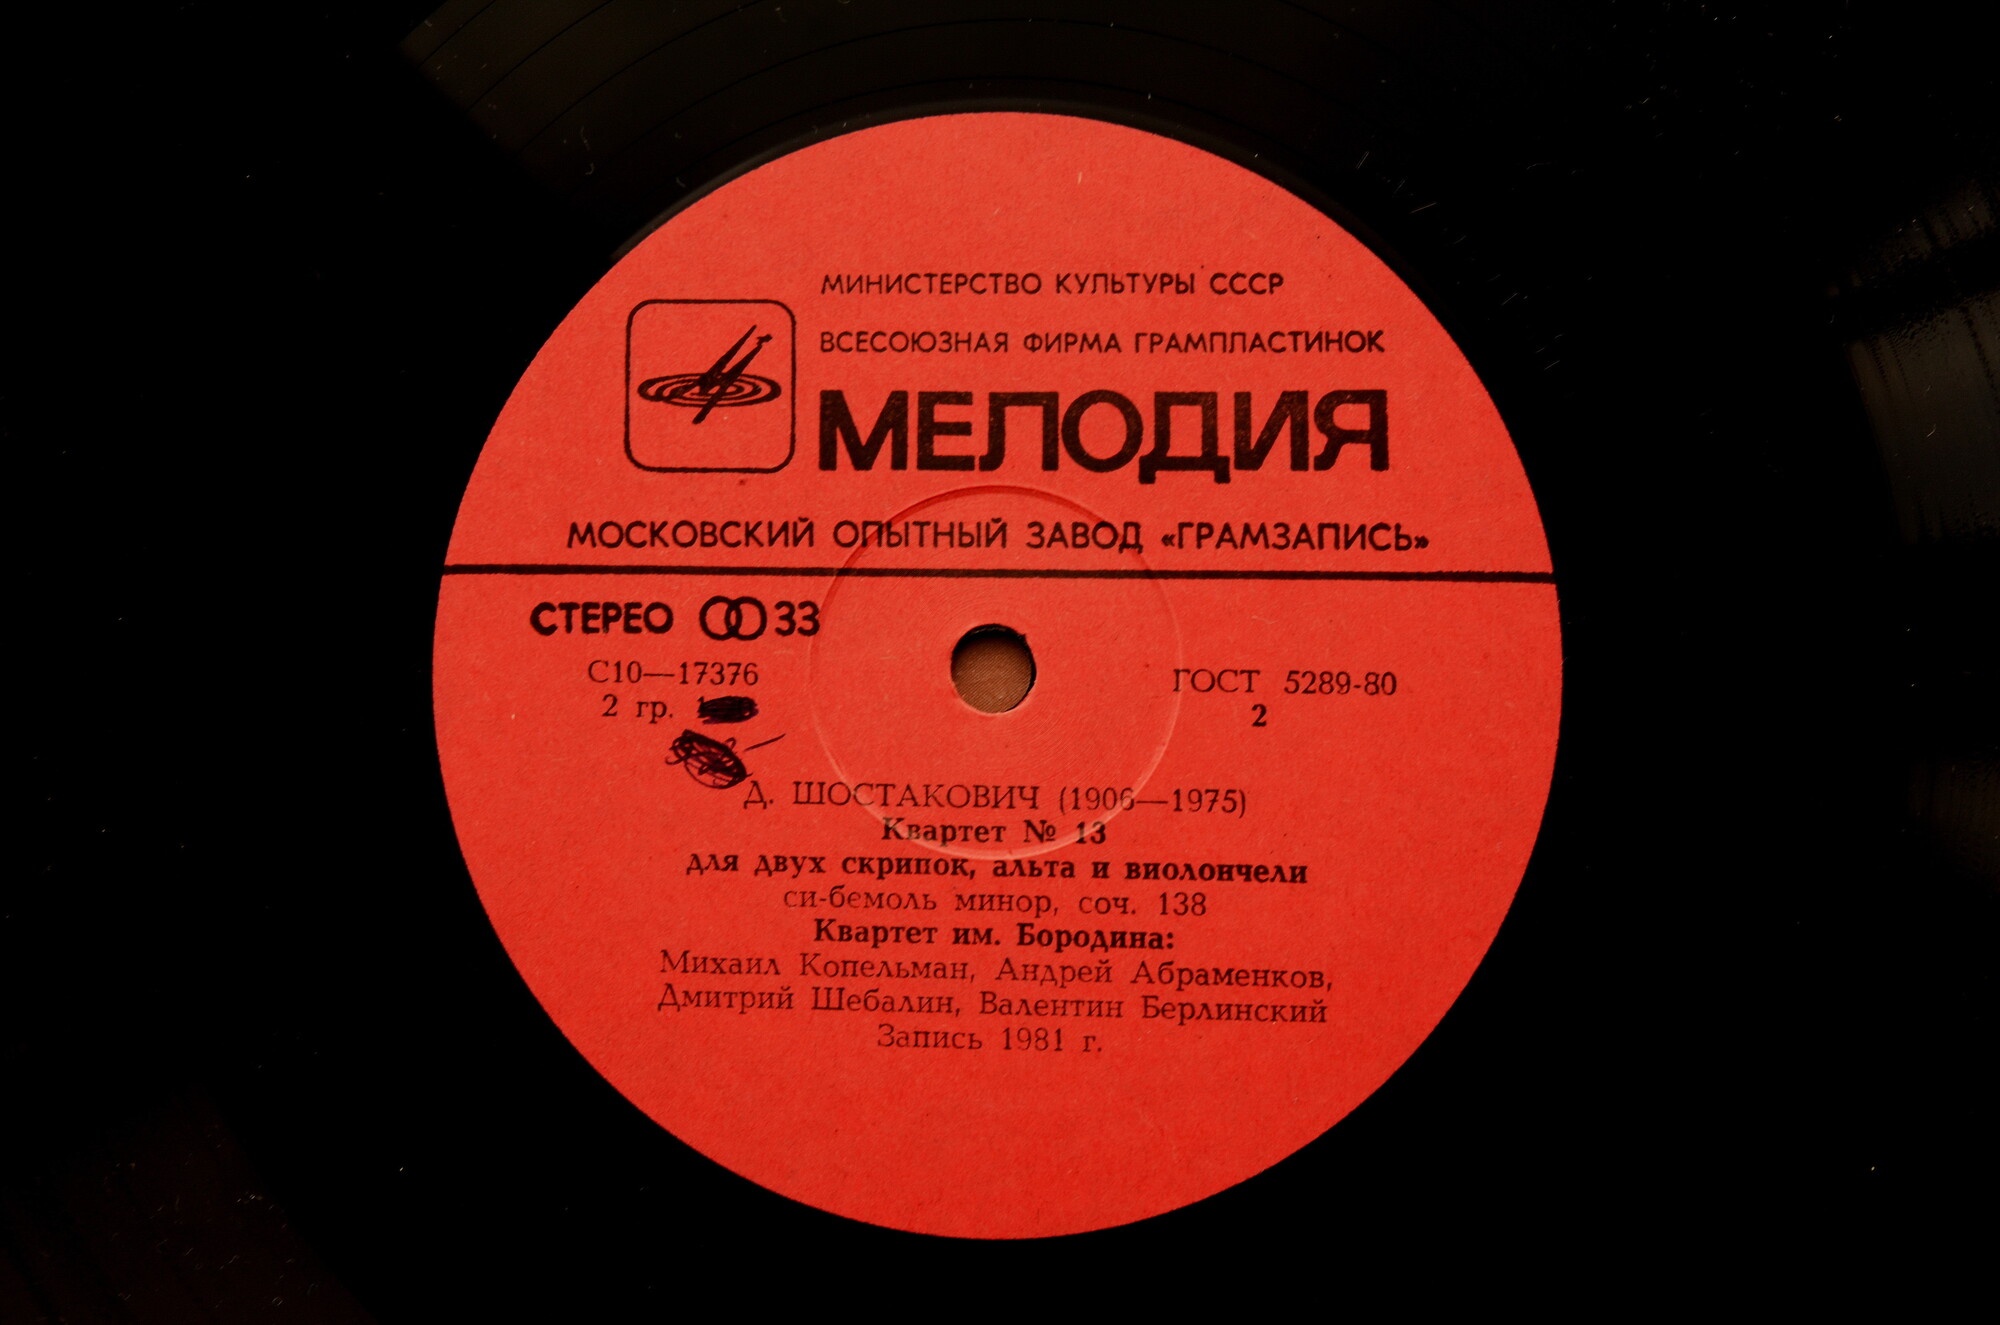 МИНИСТЕРСТВО КУЛЬТУРЫ СССР
ВСЕСОЮЗНАЯ ФИРМА ГРАМПЛАСТИНОК
МЕЛОДИЯ
МОСКОВСКИЙ ОПЫТНЫЙ ЗАВОД «ГРАМЗАПИСЬ»
СТЕРЕО 33
С10—17376
2 гр.
ГОСТ 5289-80
2
Д. ШОСТАКОВИЧ (1906—1975)
Квартет № 13
для двух скрипок, альта и виолончели
си-бемоль минор, соч. 138
Квартет им. Бородина:
Михаил Копельман, Андрей Абраменков,
Дмитрий Шебалин, Валентин Берлинский
Запись 1981 г.